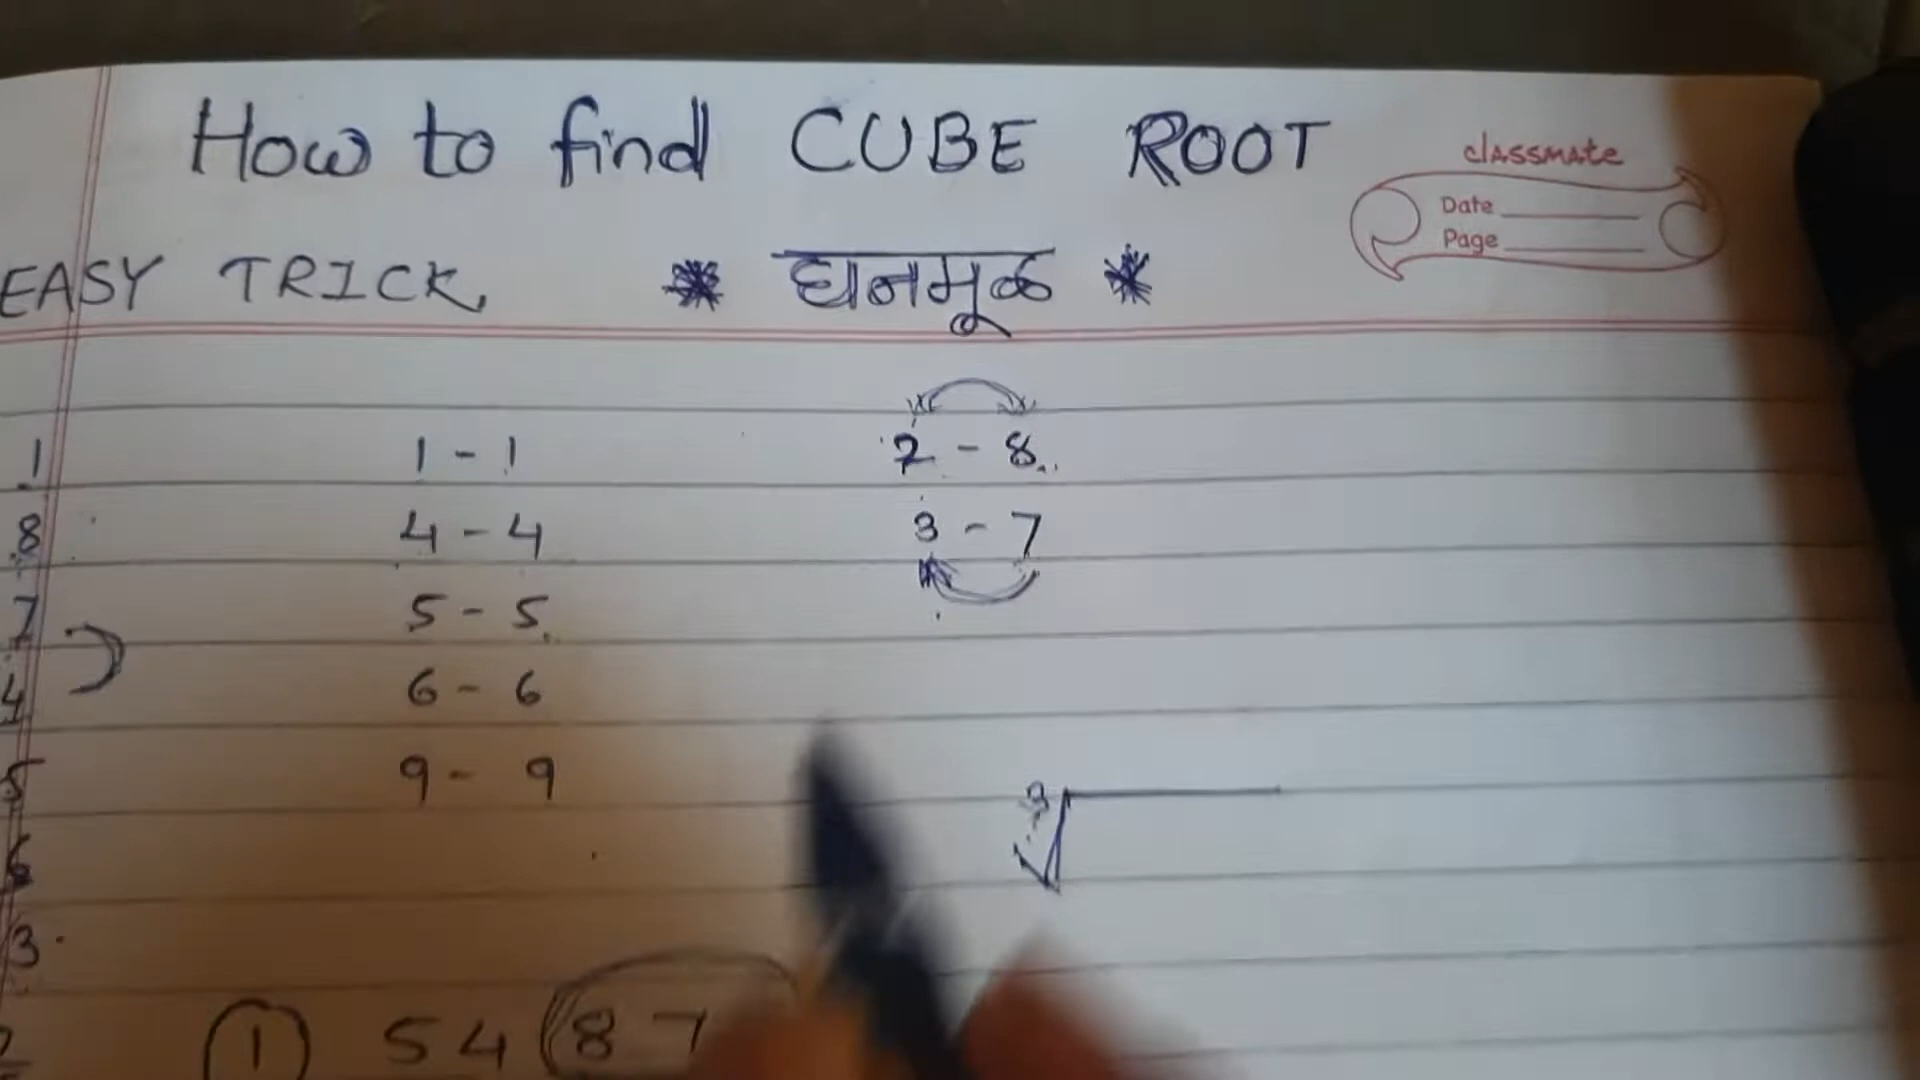 How to find CUBE ROOT
classmate
Date
Page
EASY TRICK, * घनमूळ *
1 1 - 1 2 - 8
8 4 - 4 3 - 7
7 5 - 5
4 6 - 6
5 9 - 9
3√
6
3
1 54 87